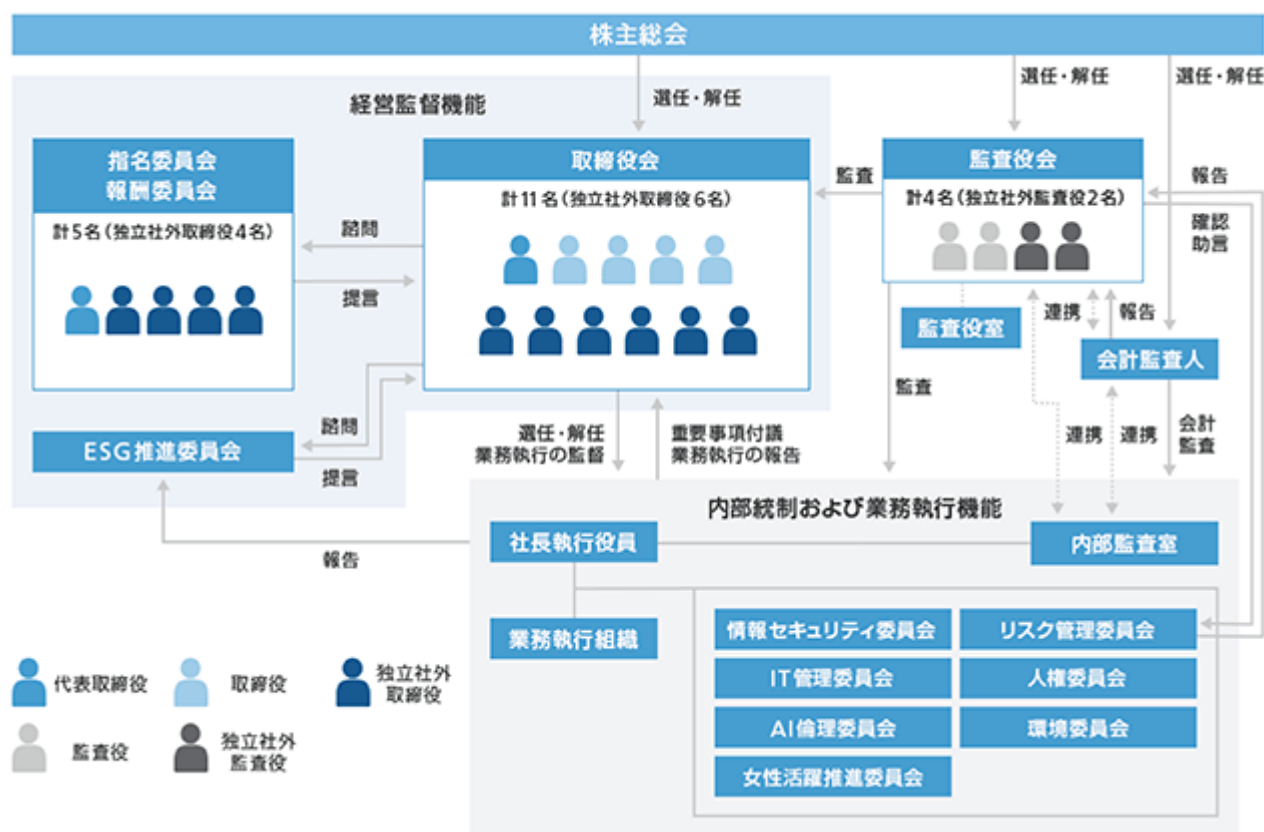 株主総会
選任・解任
選任・解任
選任・解任
経営監督機能
指名委員会
報酬委員会
計5名(独立社外取締役4名)
諮問
提言
取締役会
計11名(独立社外取締役6名)
監査
監査役会
計4名(独立社外監査役2名)
報告
確認
助言
監査役室
連携
報告
会計監査人
監査
連携
連携
会計
監査
ESG推進委員会
諮問
提言
選任・解任
業務執行の監督
重要事項付議
業務執行の報告
報告
内部統制および業務執行機能
社長執行役員
内部監査室
業務執行組織
情報セキュリティ委員会
リスク管理委員会
IT管理委員会
人権委員会
AI倫理委員会
環境委員会
女性活躍推進委員会
代表取締役
取締役
独立社外
取締役
監査役
独立社外
監査役